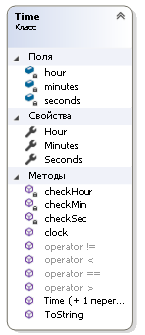 Time
Класс
Поля
hour
minutes
seconds
Свойства
Hour
Minutes
Seconds
Методы
checkHour
checkMin
checkSec
clock
operator !=
operator <
operator ==
operator >
Time (+ 1 перег...
ToString